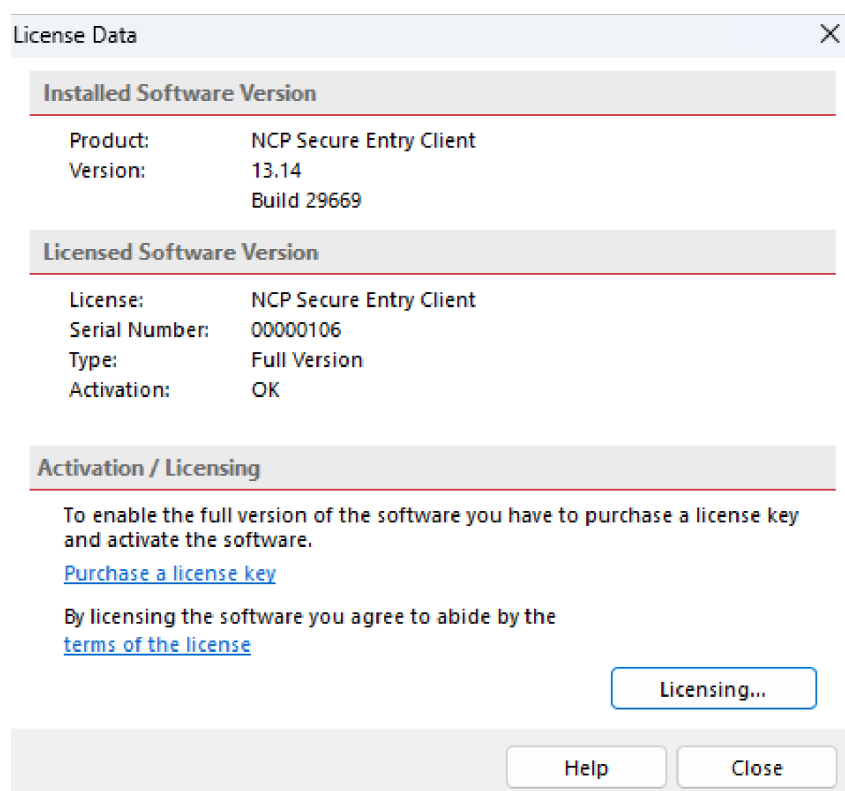 License Data
Installed Software Version
Product: NCP Secure Entry Client
Version: 13.14
Build 29669
Licensed Software Version
License: NCP Secure Entry Client
Serial Number: 00000106
Type: Full Version
Activation: OK
Activation / Licensing
To enable the full version of the software you have to purchase a license key
and activate the software.
Purchase a license key
By licensing the software you agree to abide by the
terms of the license
Licensing...
Help Close